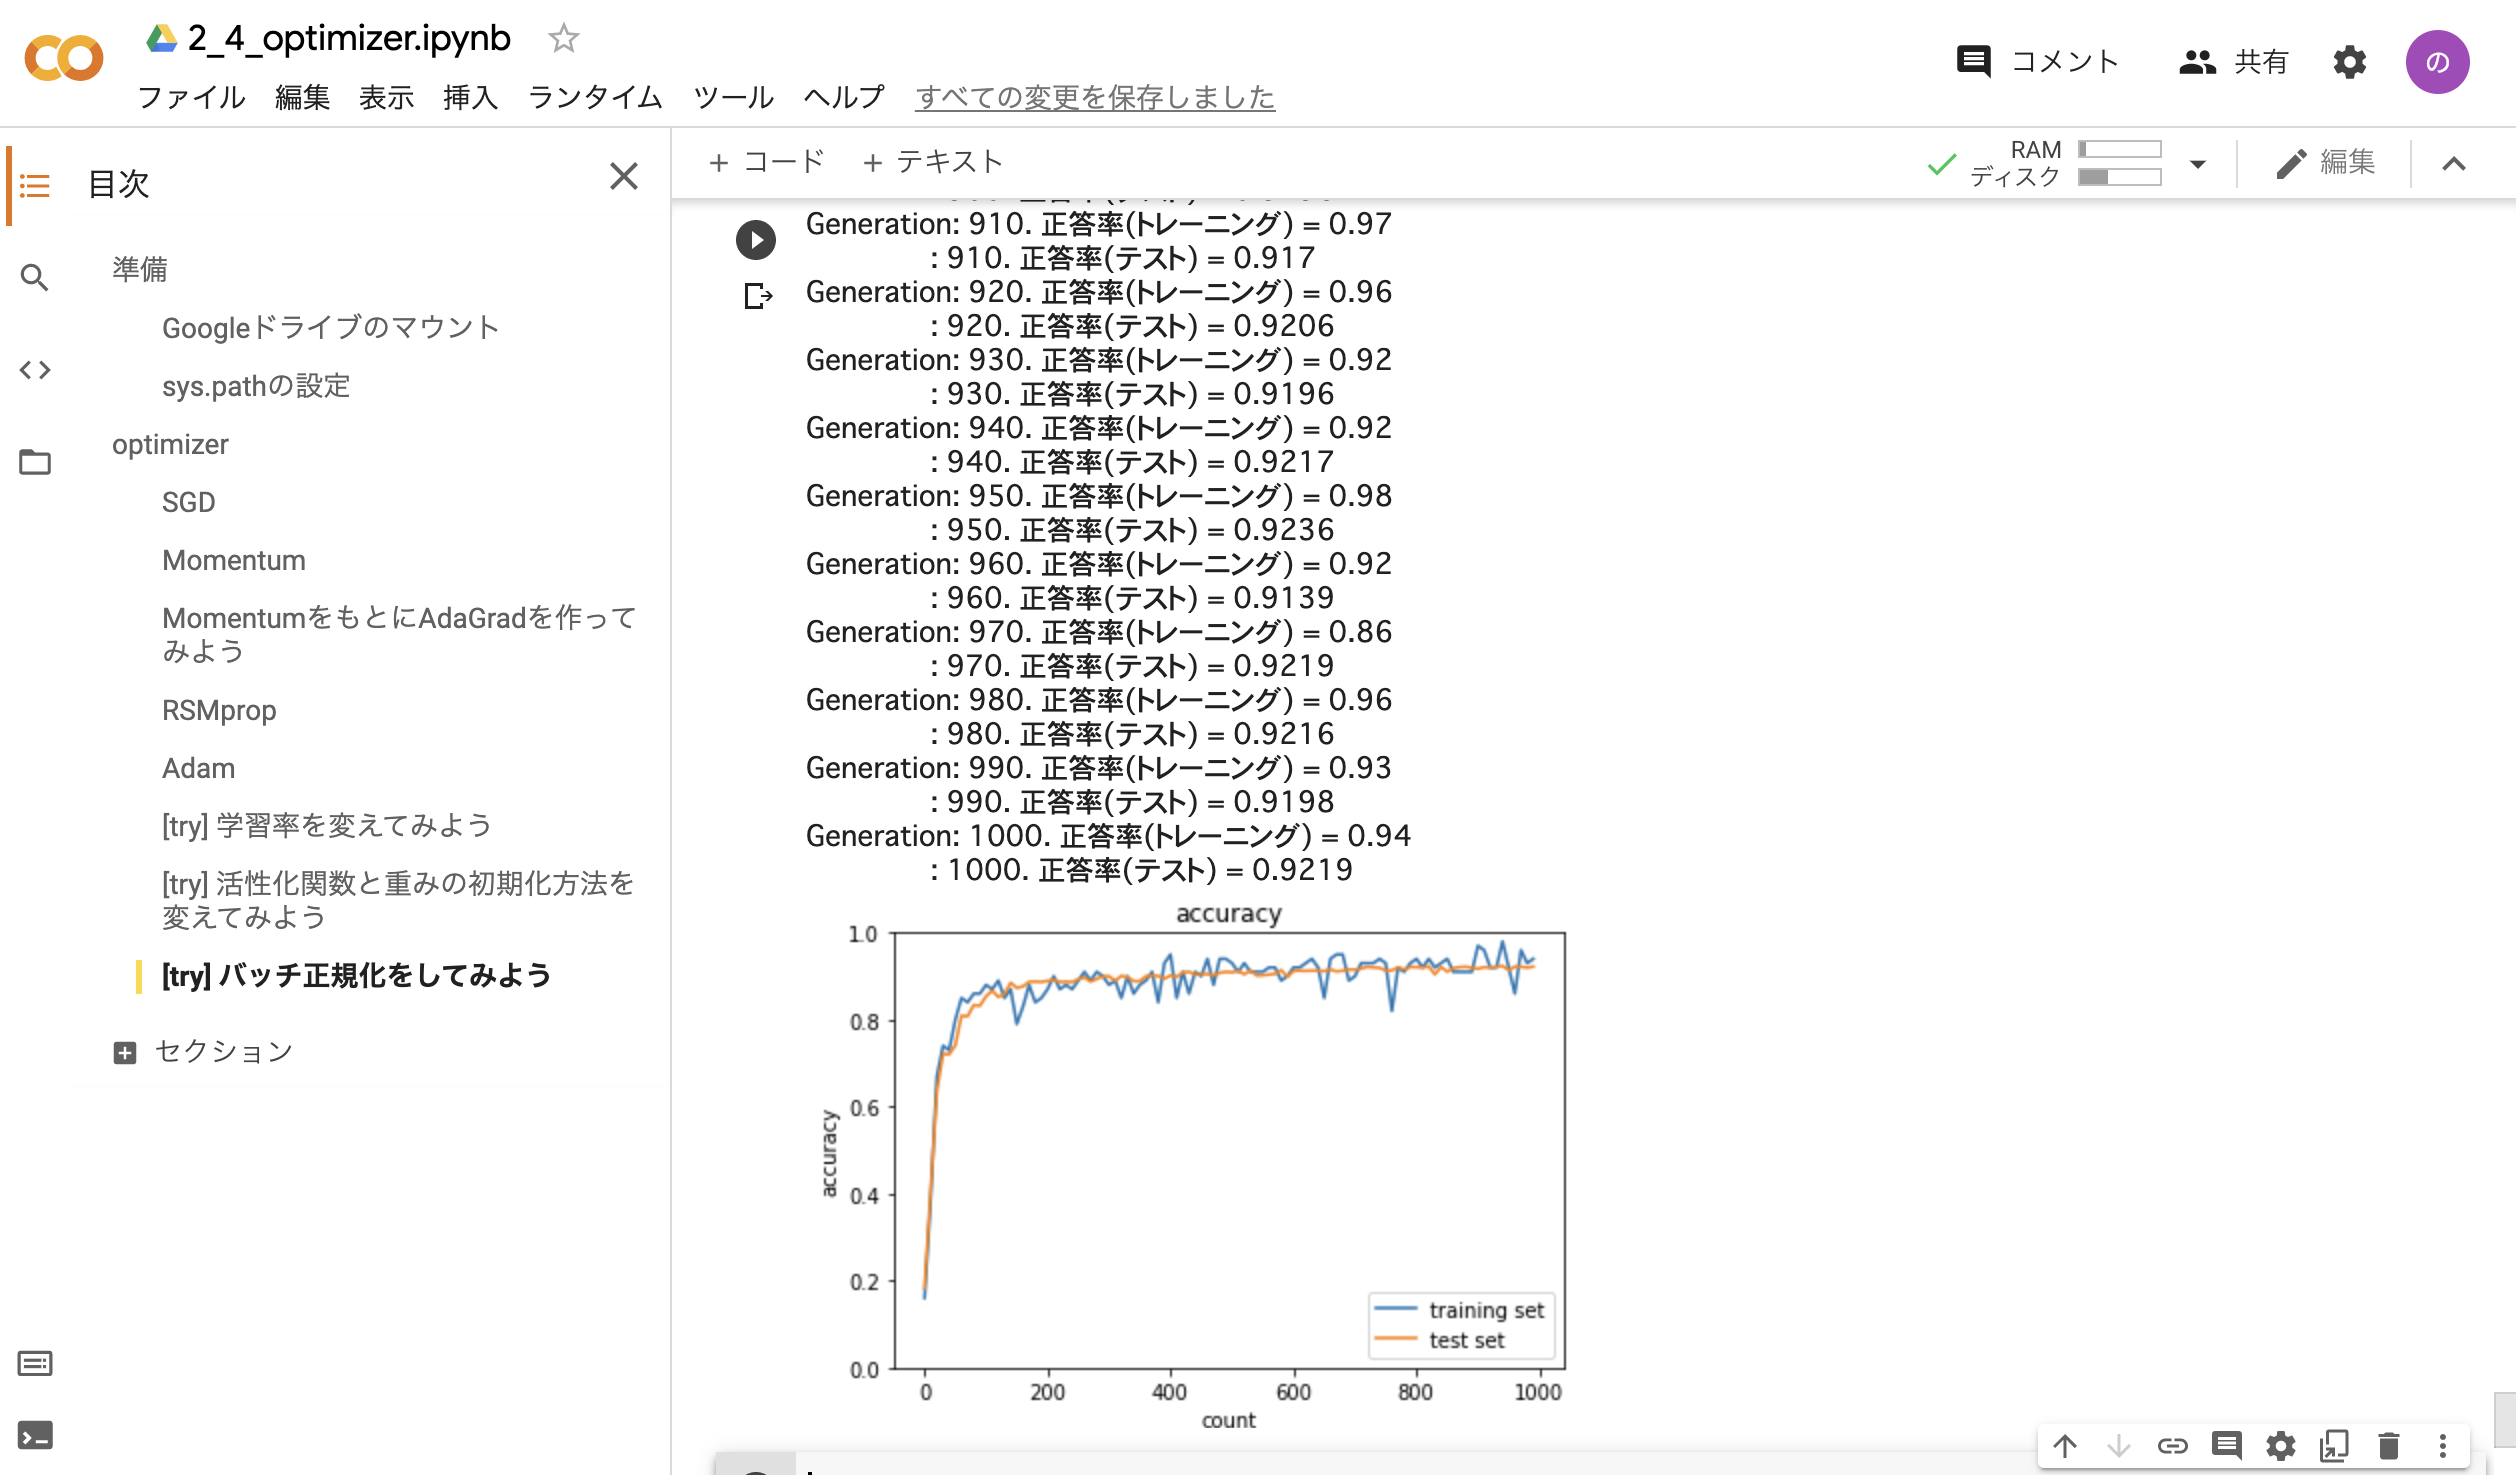 2_4_optimizer.ipynb
ファイル 編集 表示 挿入 ランタイム ツール ヘルプ すべての変更を保存しました
コメント 共有 の
目次
準備
Googleドライブのマウント
sys.pathの設定
optimizer
SGD
Momentum
MomentumをもとにAdaGradを作って
みよう
RSMprop
Adam
[try] 学習率を変えてみよう
[try] 活性化関数と重みの初期化方法を
変えてみよう
[try] バッチ正規化をしてみよう
セクション
+ コード + テキスト
RAM
ディスク
編集
Generation: 910. 正答率(トレーニング) = 0.97
: 910. 正答率(テスト) = 0.917
Generation: 920. 正答率(トレーニング) = 0.96
: 920. 正答率(テスト) = 0.9206
Generation: 930. 正答率(トレーニング) = 0.92
: 930. 正答率(テスト) = 0.9196
Generation: 940. 正答率(トレーニング) = 0.92
: 940. 正答率(テスト) = 0.9217
Generation: 950. 正答率(トレーニング) = 0.98
: 950. 正答率(テスト) = 0.9236
Generation: 960. 正答率(トレーニング) = 0.92
: 960. 正答率(テスト) = 0.9139
Generation: 970. 正答率(トレーニング) = 0.86
: 970. 正答率(テスト) = 0.9219
Generation: 980. 正答率(トレーニング) = 0.96
: 980. 正答率(テスト) = 0.9216
Generation: 990. 正答率(トレーニング) = 0.93
: 990. 正答率(テスト) = 0.9198
Generation: 1000. 正答率(トレーニング) = 0.94
: 1000. 正答率(テスト) = 0.9219
accuracy
1.0
0.8
0.6
0.4
0.2
0.0
accuracy
training set
test set
0 200 400 600 800 1000
count